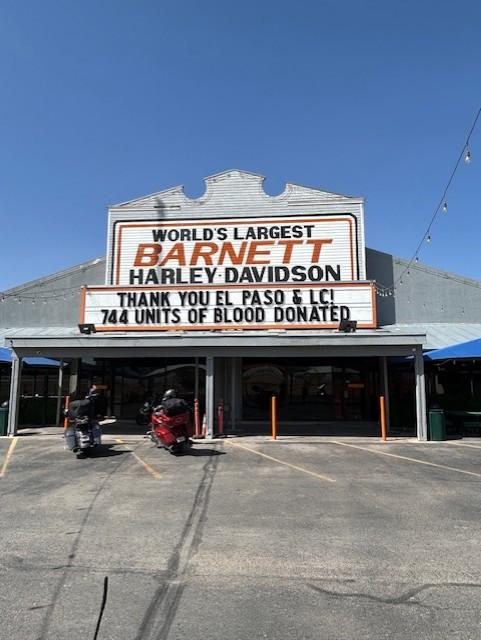 WORLD'S LARGEST
BARNETT
HARLEY-DAVIDSON
THANK YOU EL PASO & LC!
744 UNITS OF BLOOD DONATED